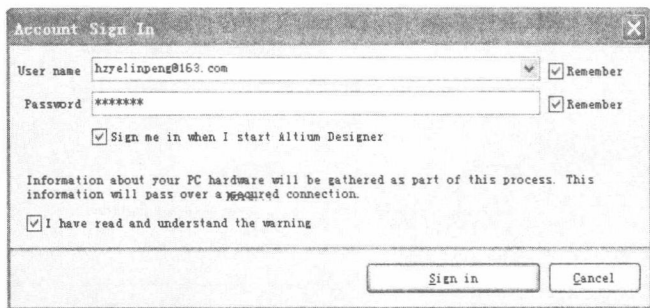 Account Sign In
User name hzyelinpeng@163.com Remember
Password ******* Remember
Sign me in when I start Altium Designer
Information about your PC hardware will be gathered as part of this process. This
information will pass over a secured connection.
I have read and understand the warning
Sign in Cancel